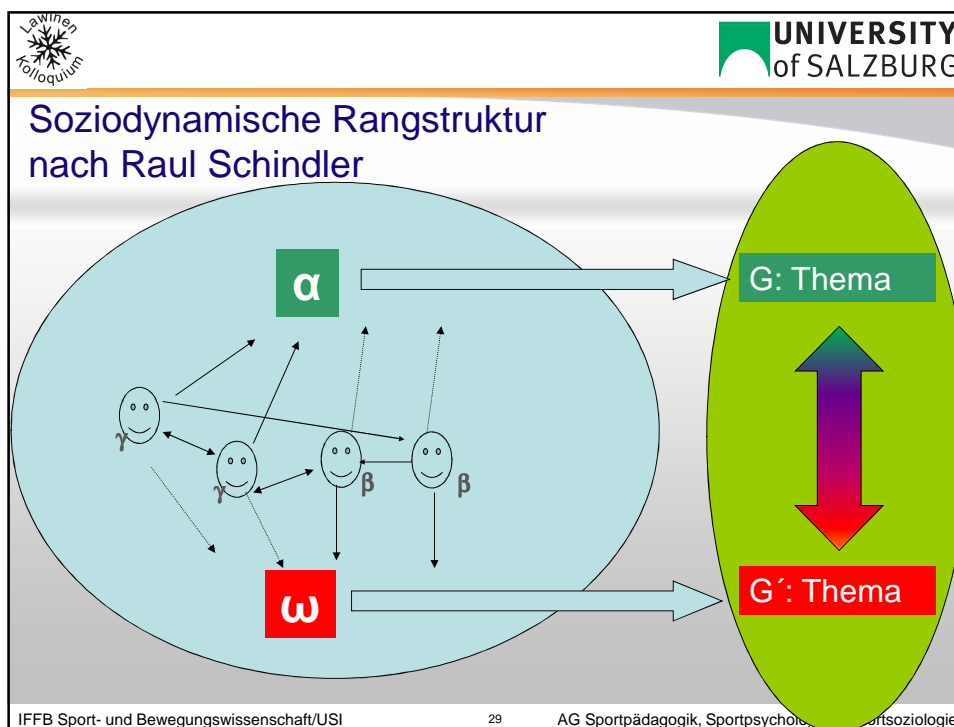 Lawinen
Kolloquium
UNIVERSITY
of SALZBURG
Soziodynamische Rangstruktur
nach Raul Schindler
α
G: Thema
γ
γ
β
β
ω
G´: Thema
IFFB Sport- und Bewegungswissenschaft/USI
29
AG Sportpädagogik, Sportpsycholog rtsoziologie